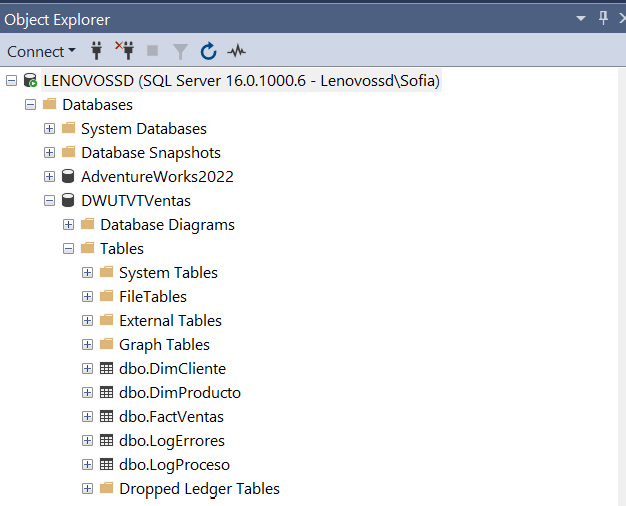 Object Explorer
Connect
LENOVOSSD (SQL Server 16.0.1000.6 - Lenovossd\Sofia)
Databases
System Databases
Database Snapshots
AdventureWorks2022
DWUTVTVentas
Database Diagrams
Tables
System Tables
FileTables
External Tables
Graph Tables
dbo.DimCliente
dbo.DimProducto
dbo.FactVentas
dbo.LogErrores
dbo.LogProceso
Dropped Ledger Tables